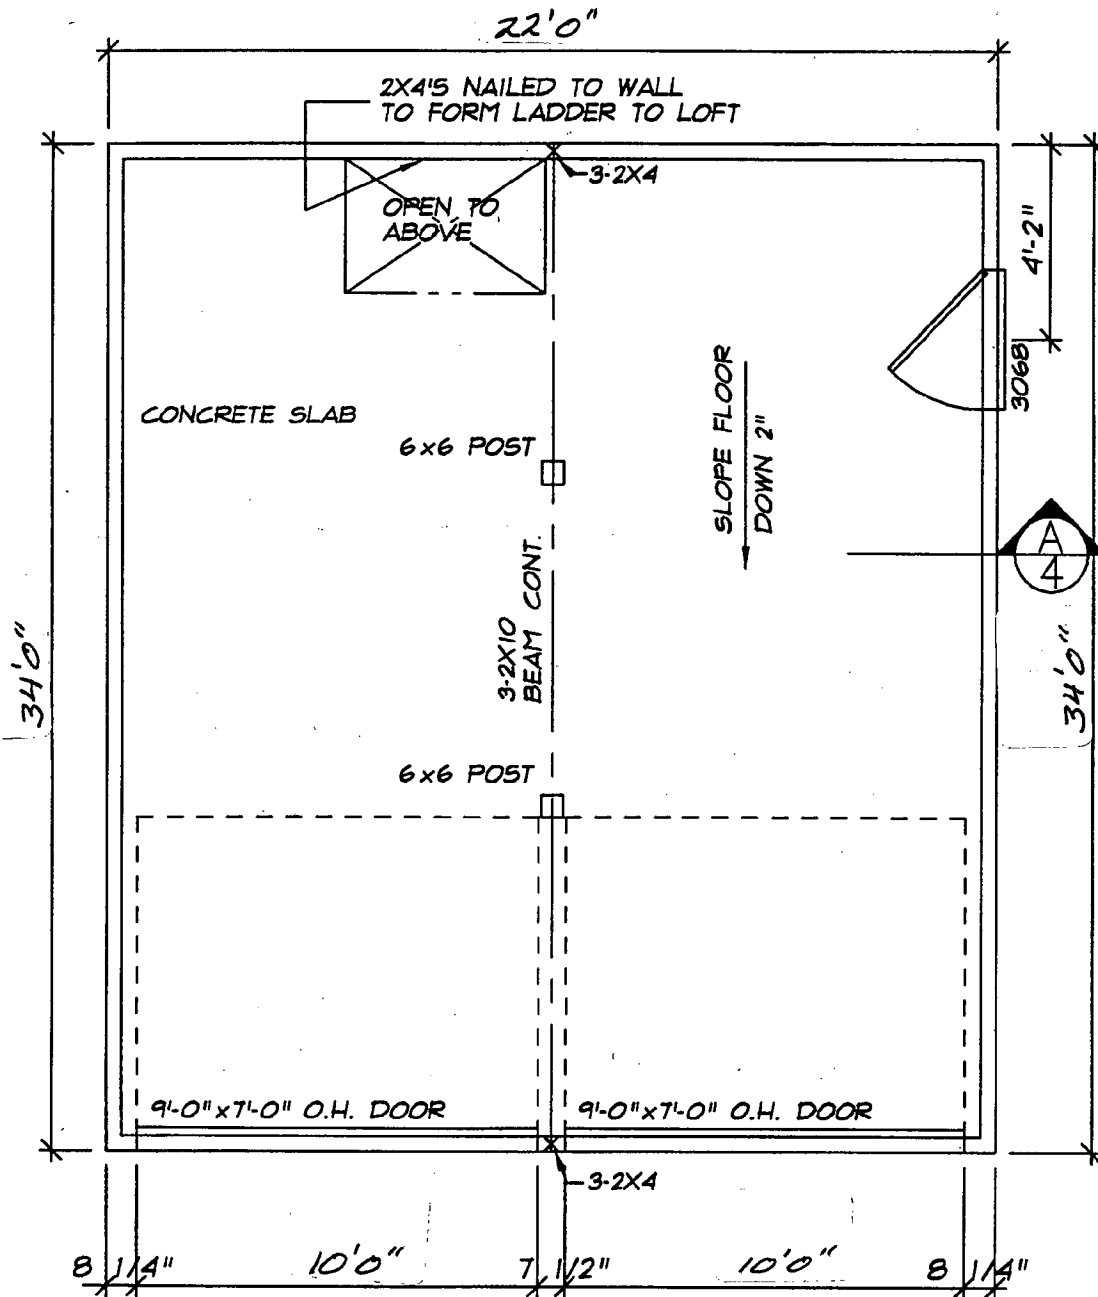 22'0"
2X4'S NAILED TO WALL
TO FORM LADDER TO LOFT
3-2X4
OPEN TO
ABOVE
4'-2"
3068
CONCRETE SLAB
6x6 POST
SLOPE FLOOR
DOWN 2"
A
4
3-2X10
BEAM CONT.
34'0"
34'0"
6x6 POST
9'-0"x7'-0" O.H. DOOR
9'-0"x7'-0" O.H. DOOR
3-2X4
8 1/4"
10'0"
7 1/2"
10'0"
8 1/4"